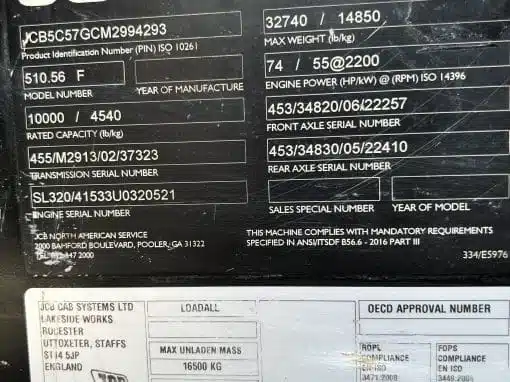 JCB5C57GCM2994293
Product Identification Number (PIN) ISO 10261
510.56 F
MODEL NUMBER
YEAR OF MANUFACTURE
10000 / 4540
RATED CAPACITY (lb/kg)
455/M2913/02/37323
TRANSMISSION SERIAL NUMBER
SL320/41533U0320521
ENGINE SERIAL NUMBER
JCB NORTH AMERICAN SERVICE
2000 BAMFORD BOULEVARD, POOLER, GA 31322
32740 / 14850
MAX WEIGHT (lb/kg)
74 / 55@2200
ENGINE POWER (HP/kW) @ (RPM) ISO 14396
453/34820/06/22257
FRONT AXLE SERIAL NUMBER
453/34830/05/22410
REAR AXLE SERIAL NUMBER
SALES SPECIAL NUMBER
YEAR OF MODEL
THIS MACHINE COMPLIES WITH MANDATORY REQUIREMENTS
SPECIFIED IN ANSI/ITSDF B56.6 - 2016 PART III
334/E5976
JCB CAB SYSTEMS LTD
LAKESIDE WORKS
ROCESTER
UTTOXETER, STAFFS
ST14 5JP
ENGLAND
JCB
LOADALL
MAX UNLADEN MASS
16500 KG
OECD APPROVAL NUMBER
ROPL
COMPLIANCE
EN ISO
3471.2008
FOPS
COMPLIANCE
EN ISO
3449.2008